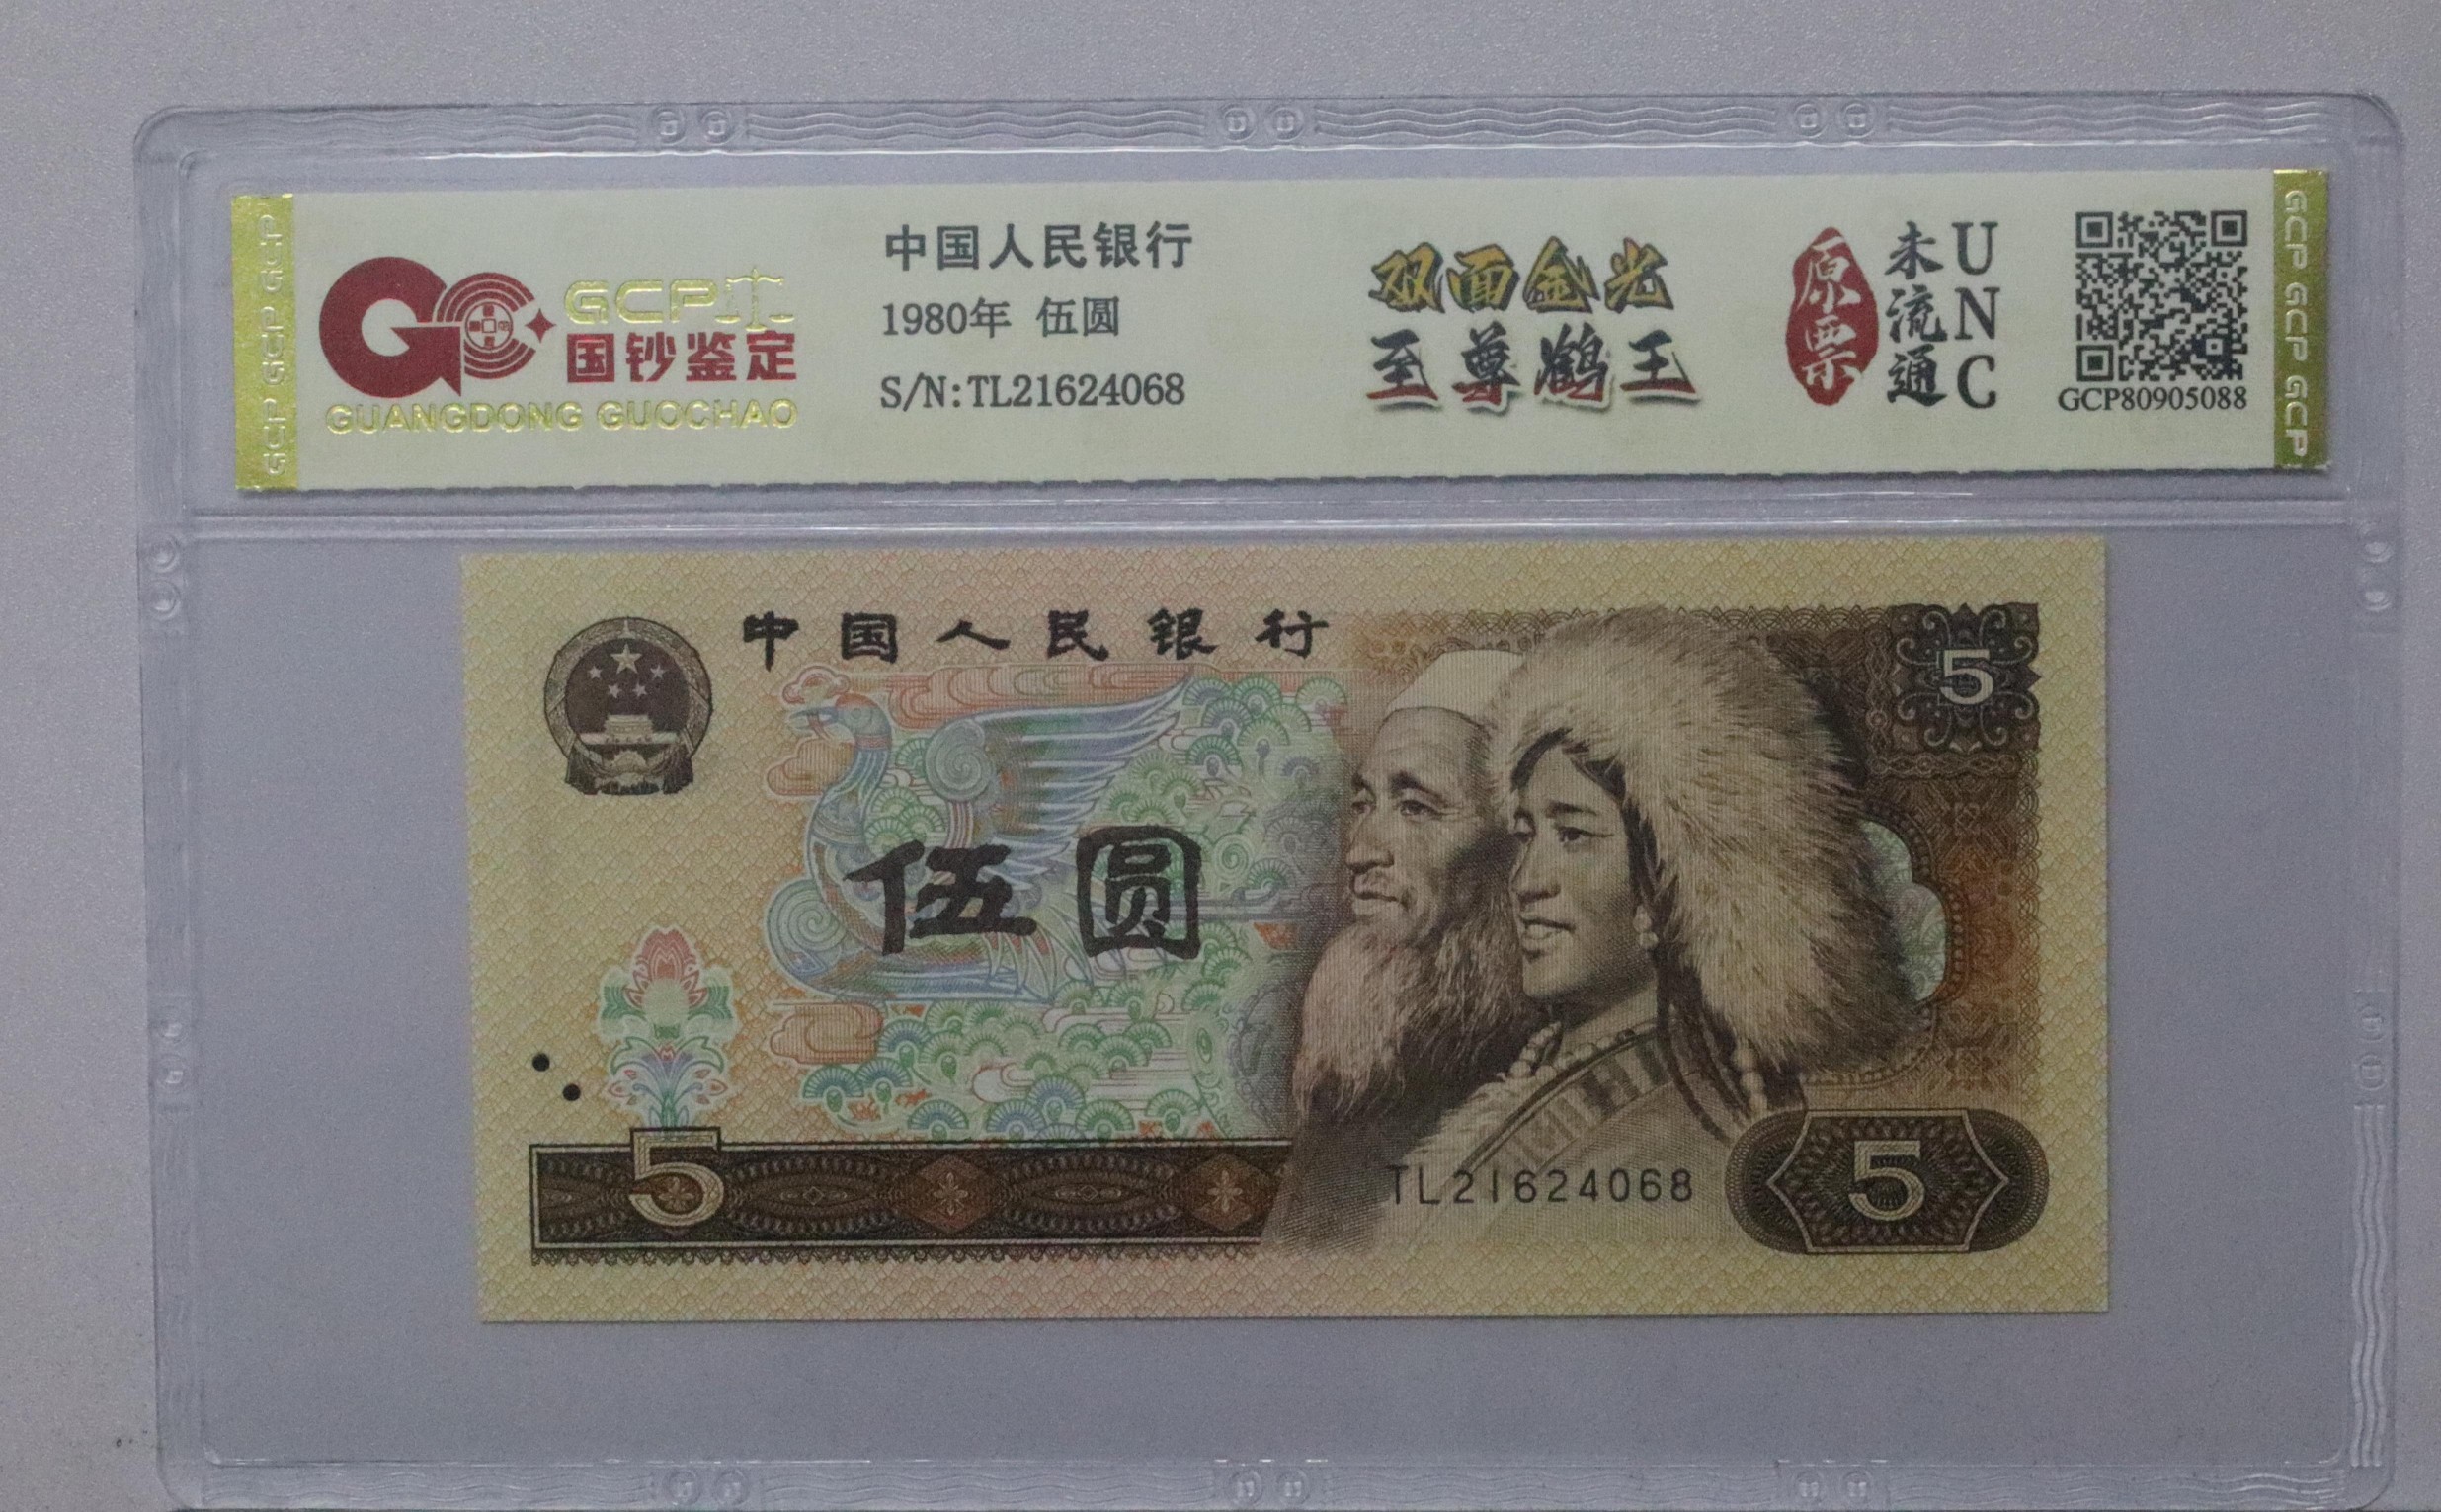 GCP GCP GCP
GCP
国钞鉴定
GUANGDONG GUOCHAO
中国人民银行
1980年 伍圆
S/N:TL21624068
双面金光
至尊鹤王
原票
未流通
UNC
GCP80905088
GCP GCP GCP
中国人民银行
5
伍圆
5
TL21624068
5